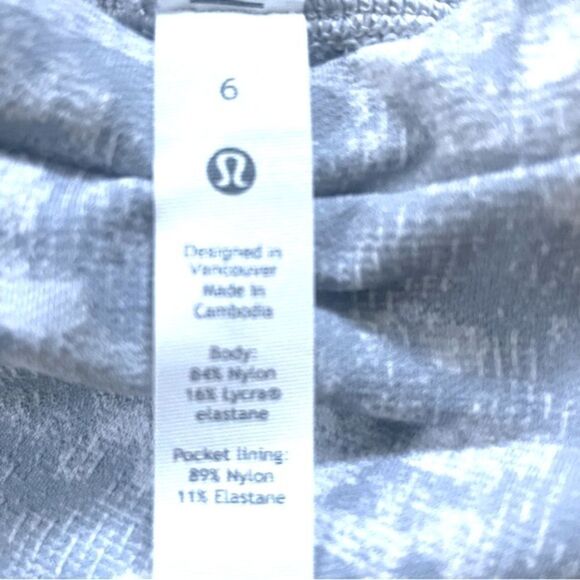 6
Designed in
Vancouver
Made in
Cambodia
Body:
84% Nylon
16% Lycra®
elastane
Pocket lining:
89% Nylon
11% Elastane